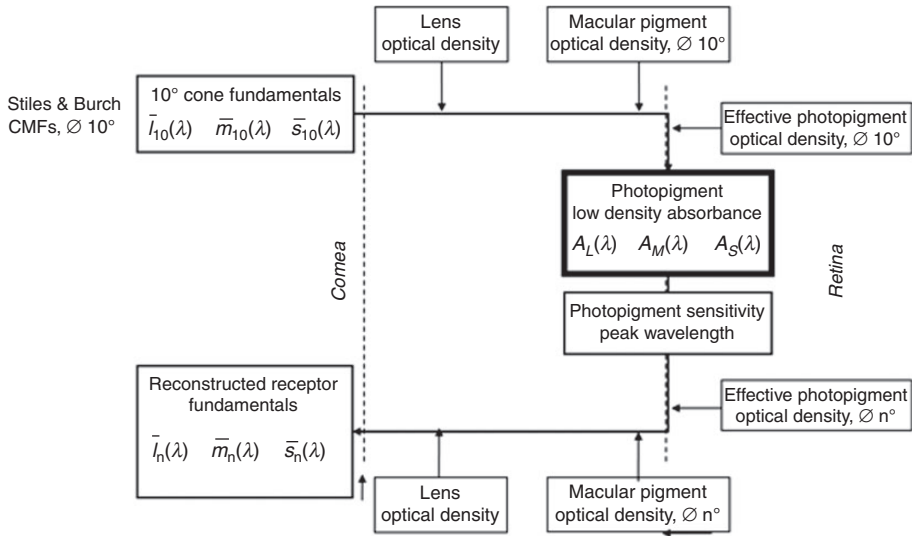 Lens
optical density
Macular pigment
optical density, ∅ 10°
Stiles & Burch
CMFs, ∅ 10°
10° cone fundamentals
l̅10(λ) m̅10(λ) s̅10(λ)
Effective photopigment
optical density, ∅ 10°
Photopigment
low density absorbance
AL(λ) AM(λ) AS(λ)
Cornea
Retina
Photopigment sensitivity
peak wavelength
Reconstructed receptor
fundamentals
l̅n(λ) m̅n(λ) s̅n(λ)
Effective photopigment
optical density, ∅ n°
Lens
optical density
Macular pigment
optical density, ∅ n°